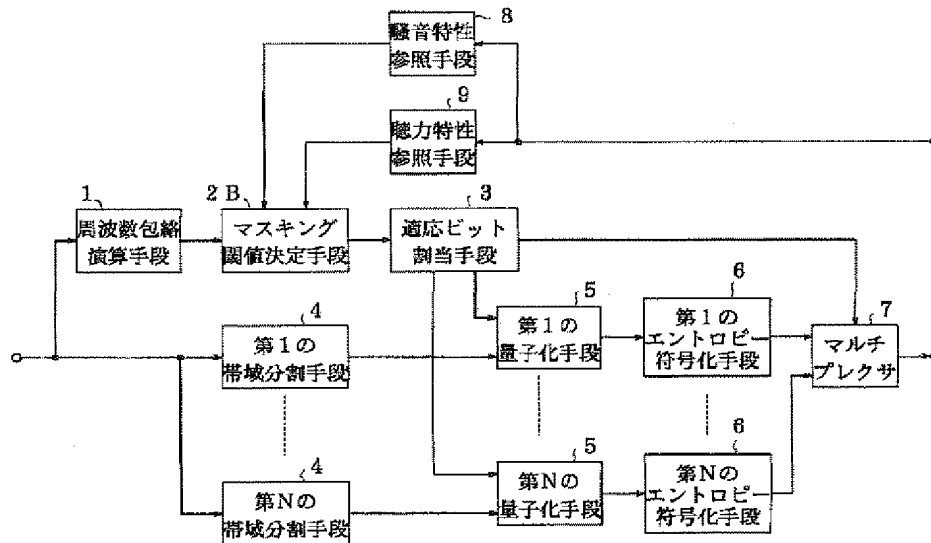 8
騒音特性
参照手段
9
聴力特性
参照手段
1
周波数包絡
演算手段
2 B
マスキング
閾値決定手段
3
適応ビット
割当手段
4
第1の
帯域分割手段
5
第1の
量子化手段
6
第1の
エントロピー
符号化手段
7
マルチ
プレクサ
4
第Nの
帯域分割手段
5
第Nの
量子化手段
6
第Nの
エントロピー
符号化手段